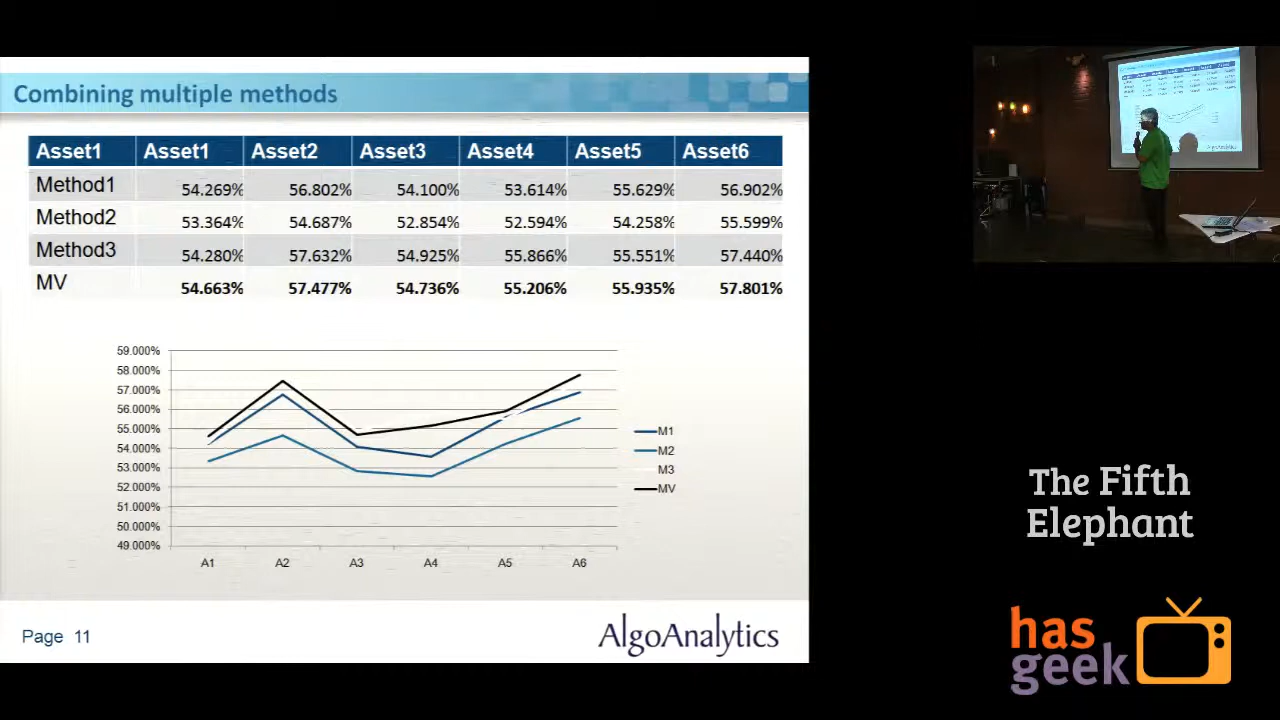 Combining multiple methods
Asset1 Asset1 Asset2 Asset3 Asset4 Asset5 Asset6
Method1 54.269% 56.802% 54.100% 53.614% 55.629% 56.902%
Method2 53.364% 54.687% 52.854% 52.594% 54.258% 55.599%
Method3 54.280% 57.632% 54.925% 55.866% 55.551% 57.440%
MV 54.663% 57.477% 54.736% 55.206% 55.935% 57.801%
59.000%
58.000%
57.000%
56.000%
55.000%
54.000%
53.000%
52.000%
51.000%
50.000%
49.000%
A1 A2 A3 A4 A5 A6
M1
M2
M3
MV
Page 11
AlgoAnalytics
The Fifth
Elephant
has
geek